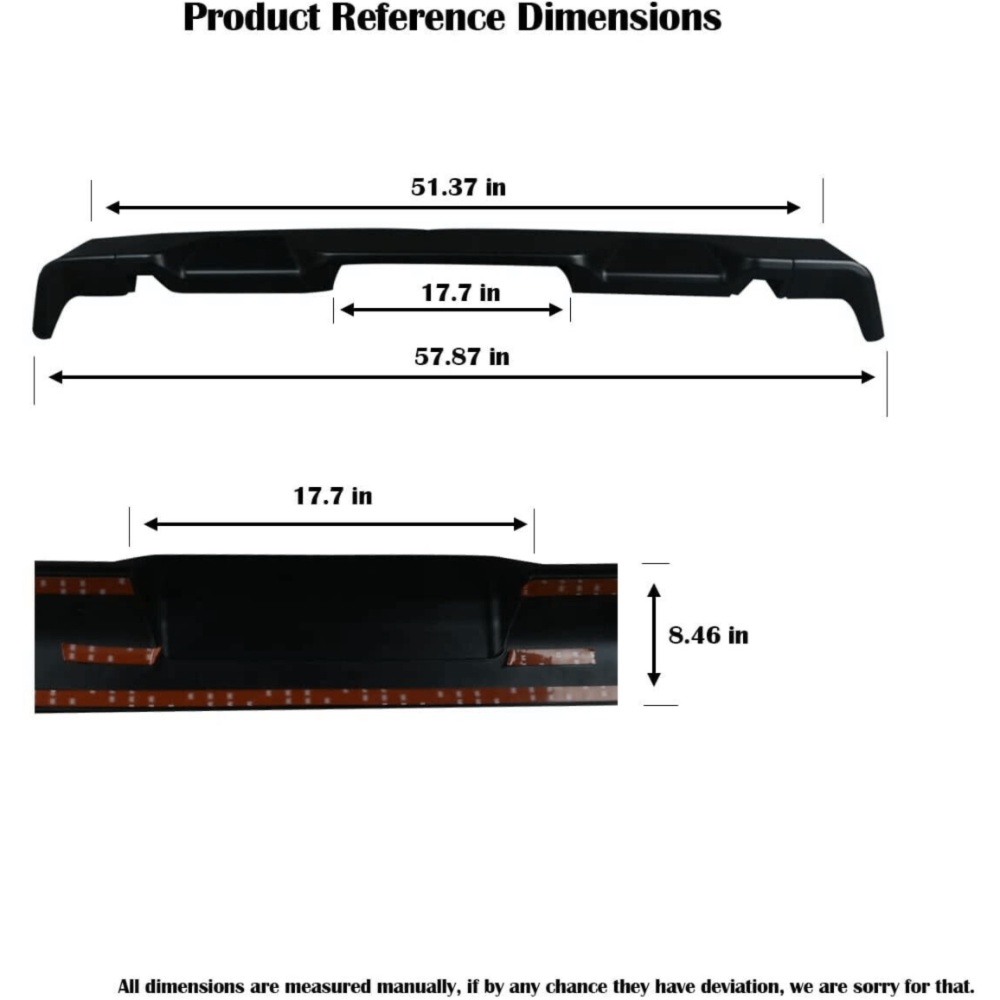 Product Reference Dimensions
51.37 in
17.7 in
57.87 in
17.7 in
8.46 in
All dimensions are measured manually, if by any chance they have deviation, we are sorry for that.